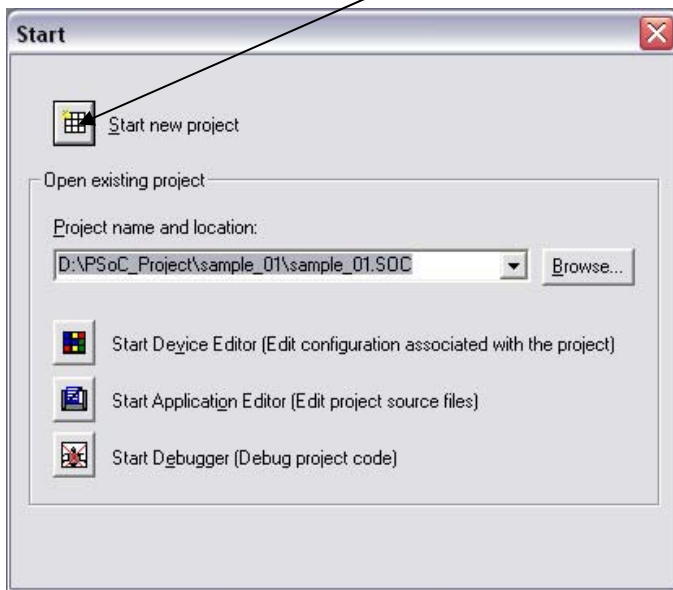 Start
Start new project
Open existing project
Project name and location:
D:\PSoC_Project\sample_01\sample_01.SOC
Browse...
Start Device Editor (Edit configuration associated with the project)
Start Application Editor (Edit project source files)
Start Debugger (Debug project code)